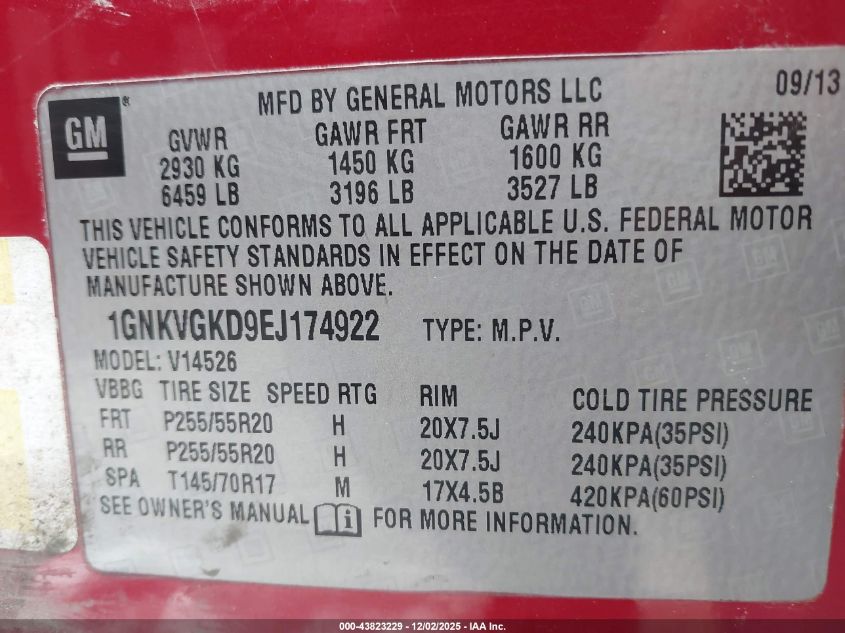 GM®
MFD BY GENERAL MOTORS LLC 09/13
GVWR GAWR FRT GAWR RR
2930 KG 1450 KG 1600 KG
6459 LB 3196 LB 3527 LB
THIS VEHICLE CONFORMS TO ALL APPLICABLE U.S. FEDERAL MOTOR
VEHICLE SAFETY STANDARDS IN EFFECT ON THE DATE OF
MANUFACTURE SHOWN ABOVE.
1GNKVGKD9EJ174922 TYPE: M.P.V.
MODEL: V14526
VBBG TIRE SIZE SPEED RTG RIM COLD TIRE PRESSURE
FRT P255/55R20 H 20X7.5J 240KPA(35PSI)
RR P255/55R20 H 20X7.5J 240KPA(35PSI)
SPA T145/70R17 M 17X4.5B 420KPA(60PSI)
SEE OWNER'S MANUAL FOR MORE INFORMATION.
000-43823229 - 12/02/2025 - IAA Inc.